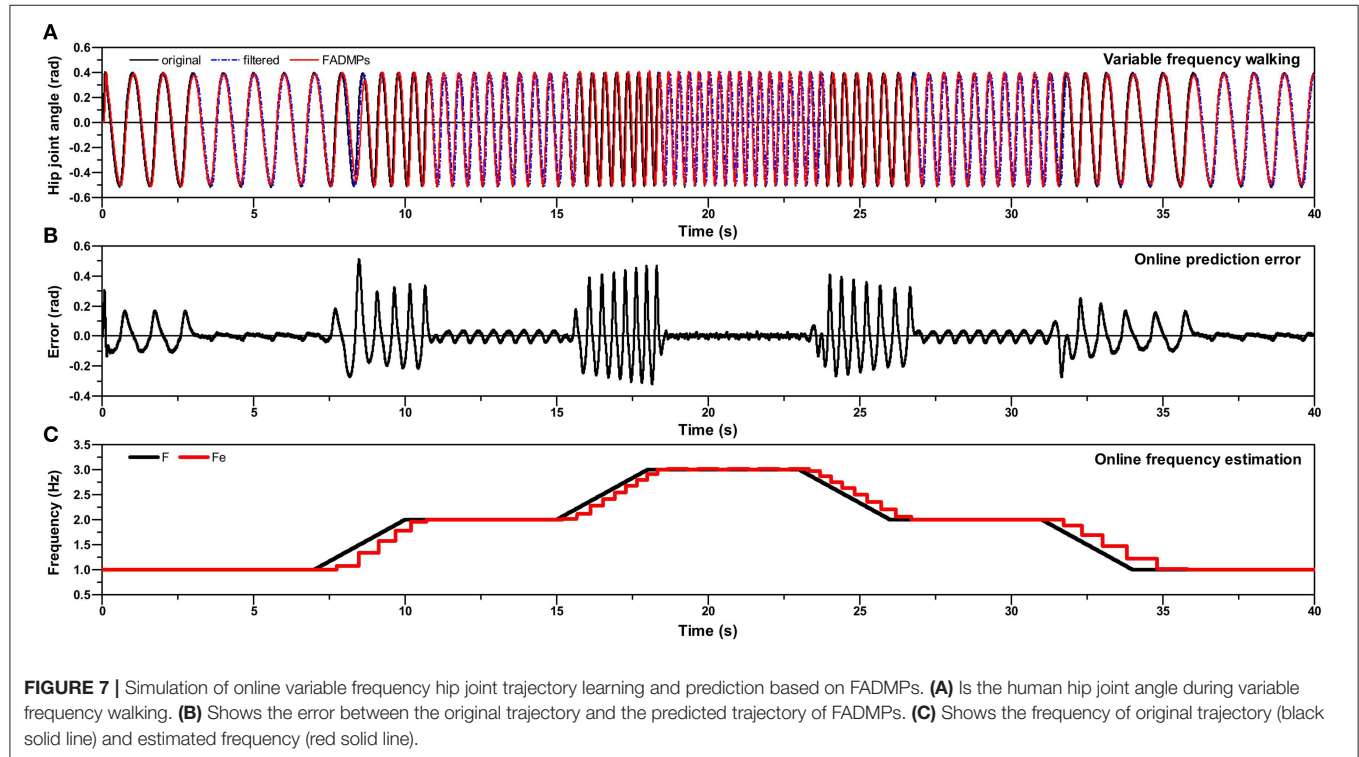 A
original filtered FADMPs
Variable frequency walking
Hip joint angle (rad)
0.6
0.4
0.2
0.0
-0.2
-0.4
-0.6
0 5 10 15 20 25 30 35 40
Time (s)
B
Online prediction error
Error (rad)
0.6
0.4
0.2
0.0
-0.2
-0.4
0 5 10 15 20 25 30 35 40
Time (s)
C
F Fe
Online frequency estimation
Frequency (Hz)
3.5
3.0
2.5
2.0
1.5
1.0
0.5
0 5 10 15 20 25 30 35 40
Time (s)
FIGURE 7 | Simulation of online variable frequency hip joint trajectory learning and prediction based on FADMPs. (A) Is the human hip joint angle during variable
frequency walking. (B) Shows the error between the original trajectory and the predicted trajectory of FADMPs. (C) Shows the frequency of original trajectory (black
solid line) and estimated frequency (red solid line).